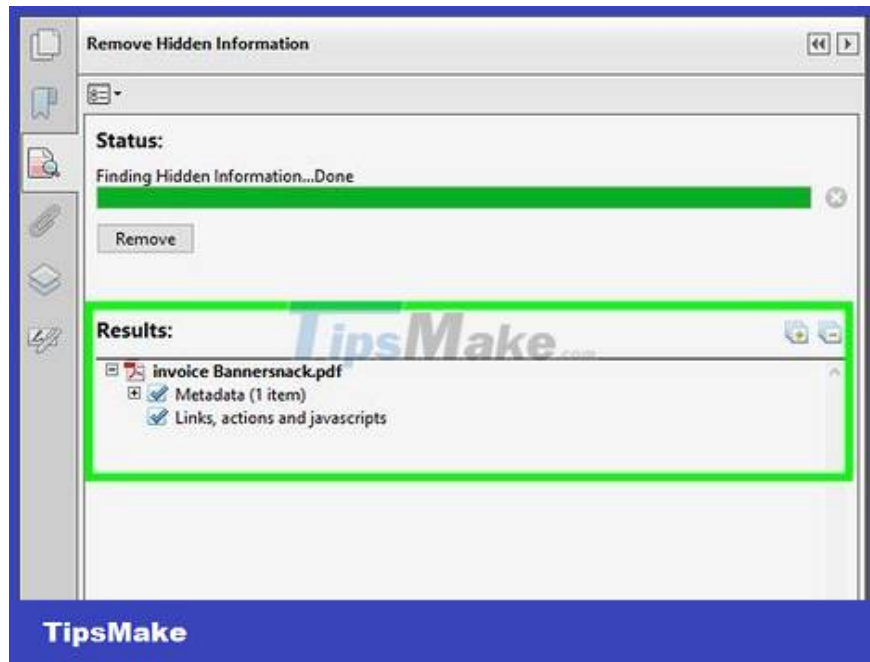 Remove Hidden Information
Status:
Finding Hidden Information...Done
Remove
Results:
TipsMake.com
invoice Bannersnack.pdf
Metadata (1 item)
Links, actions and javascripts
TipsMake